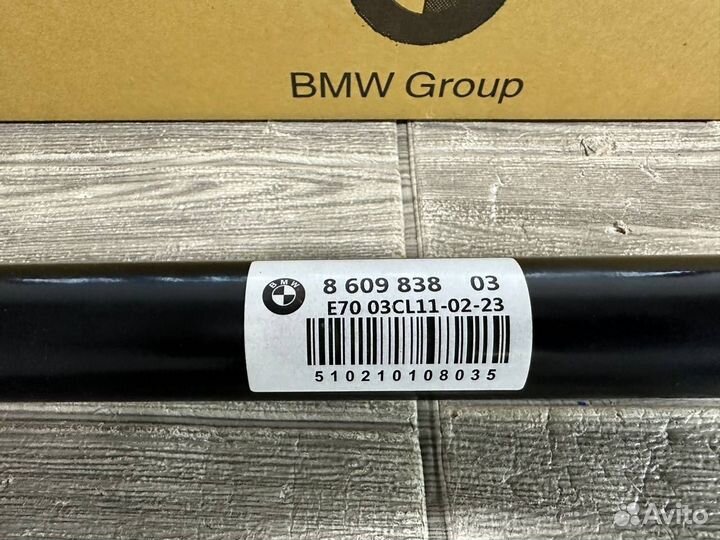 BMW Group
BMW
8 609 838 03
E70 03CL11-02-23
510210108035
Avito